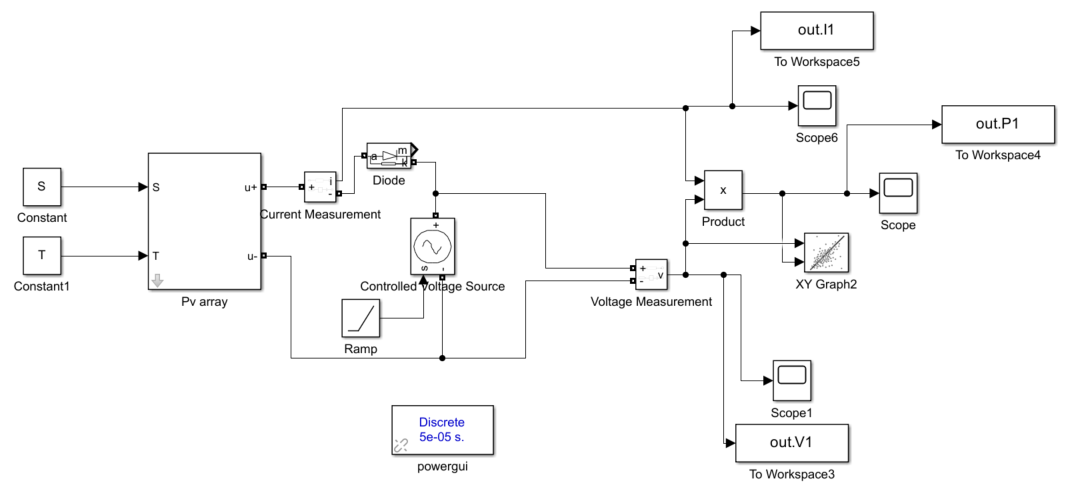 out.I1
To Workspace5
Scope6
out.P1
To Workspace4
m
a
k
Diode
S
Constant
S
u+
+
i
-
Current Measurement
x
Product
Scope
T
Constant1
T
u-
Pv array
+
s
-
Controlled Voltage Source
+
v
-
Voltage Measurement
XY Graph2
Ramp
Scope1
Discrete
5e-05 s.
powergui
out.V1
To Workspace3